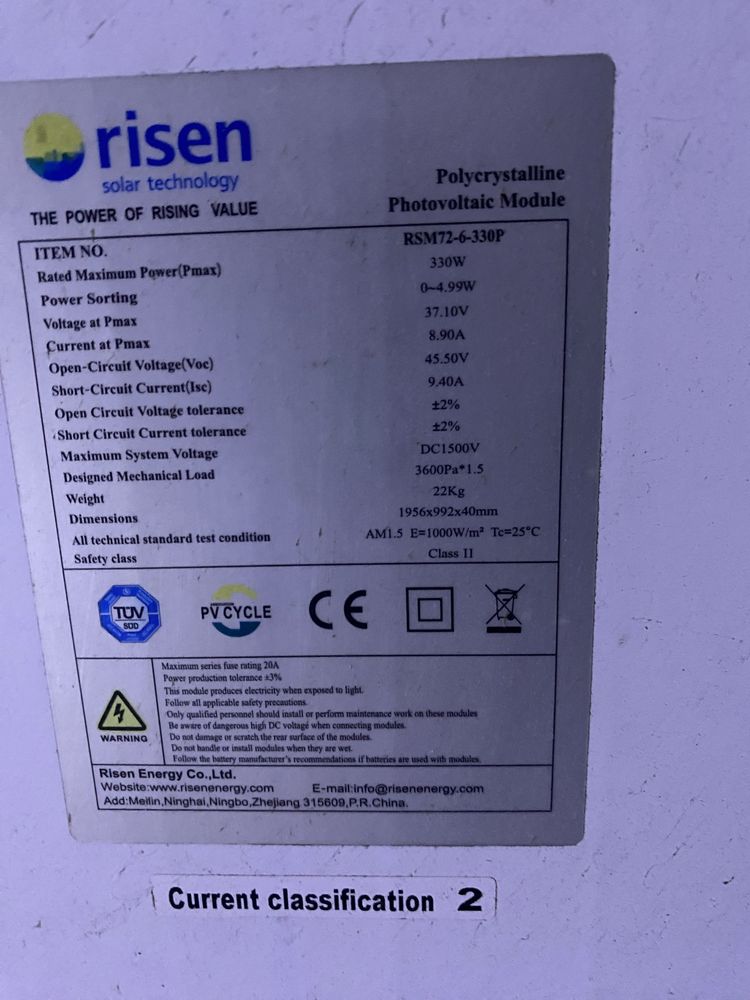 risen
solar technology
THE POWER OF RISING VALUE
Polycrystalline
Photovoltaic Module
ITEM NO. RSM72-6-330P
Rated Maximum Power(Pmax) 330W
Power Sorting 0~4.99W
Voltage at Pmax 37.10V
Current at Pmax 8.90A
Open-Circuit Voltage(Voc) 45.50V
Short-Circuit Current(Isc) 9.40A
Open Circuit Voltage tolerance ±2%
Short Circuit Current tolerance ±2%
Maximum System Voltage DC1500V
Designed Mechanical Load 3600Pa*1.5
Weight 22Kg
Dimensions 1956x992x40mm
All technical standard test condition AM1.5 E=1000W/m² Tc=25°C
Safety class Class II
TÜV
SÜD
PV CYCLE
CE
WARNING
Maximum series fuse rating 20A
Power production tolerance ±3%
This module produces electricity when exposed to light.
Follow all applicable safety precautions.
Only qualified personnel should install or perform maintenance work on these modules
Be aware of dangerous high DC voltage when connecting modules.
Do not damage or scratch the rear surface of the modules.
Do not handle or install modules when they are wet.
Follow the battery manufacturer's recommendations if batteries are used with modules.
Risen Energy Co.,Ltd.
Website:www.risenenergy.com E-mail:info@risenenergy.com
Add:Meilin,Ninghai,Ningbo,Zhejiang 315609,P.R.China.
Current classification 2